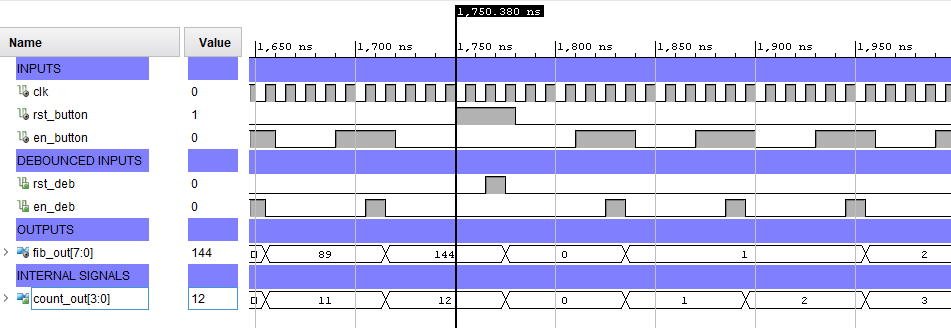 1,750.380 ns
Name Value 1,650 ns 1,700 ns 1,750 ns 1,800 ns 1,850 ns 1,900 ns 1,950 ns
INPUTS
clk 0
rst_button 1
en_button 0
DEBOUNCED INPUTS
rst_deb 0
en_deb 0
OUTPUTS
fib_out[7:0] 144 89 144 0 1 2
INTERNAL SIGNALS
count_out[3:0] 12 11 12 0 1 2 3